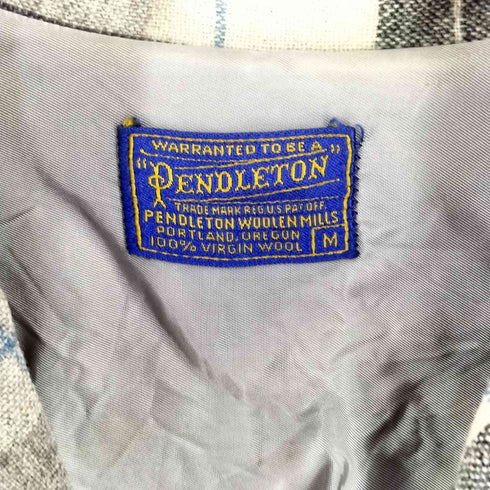 WARRANTED TO BE A
"PENDLETON"
TRADE MARK REG. U.S. PAT. OFF.
PENDLETON WOOLEN MILLS
PORTLAND, OREGON
100% VIRGIN WOOL M